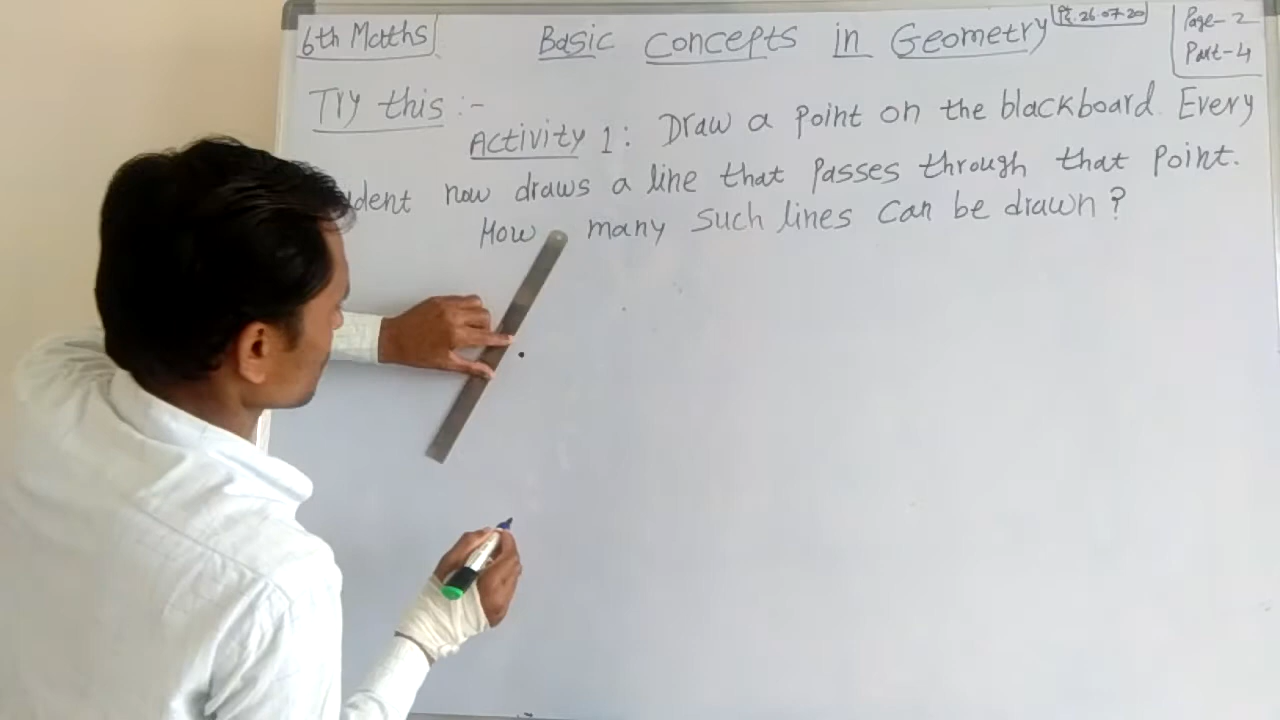 6th Maths
Basic Concepts in Geometry
26.07.20
Page-2
Part-4
Try this :-
Activity 1: Draw a point on the blackboard. Every
udent now draws a line that passes through that point.
How many such lines can be drawn?